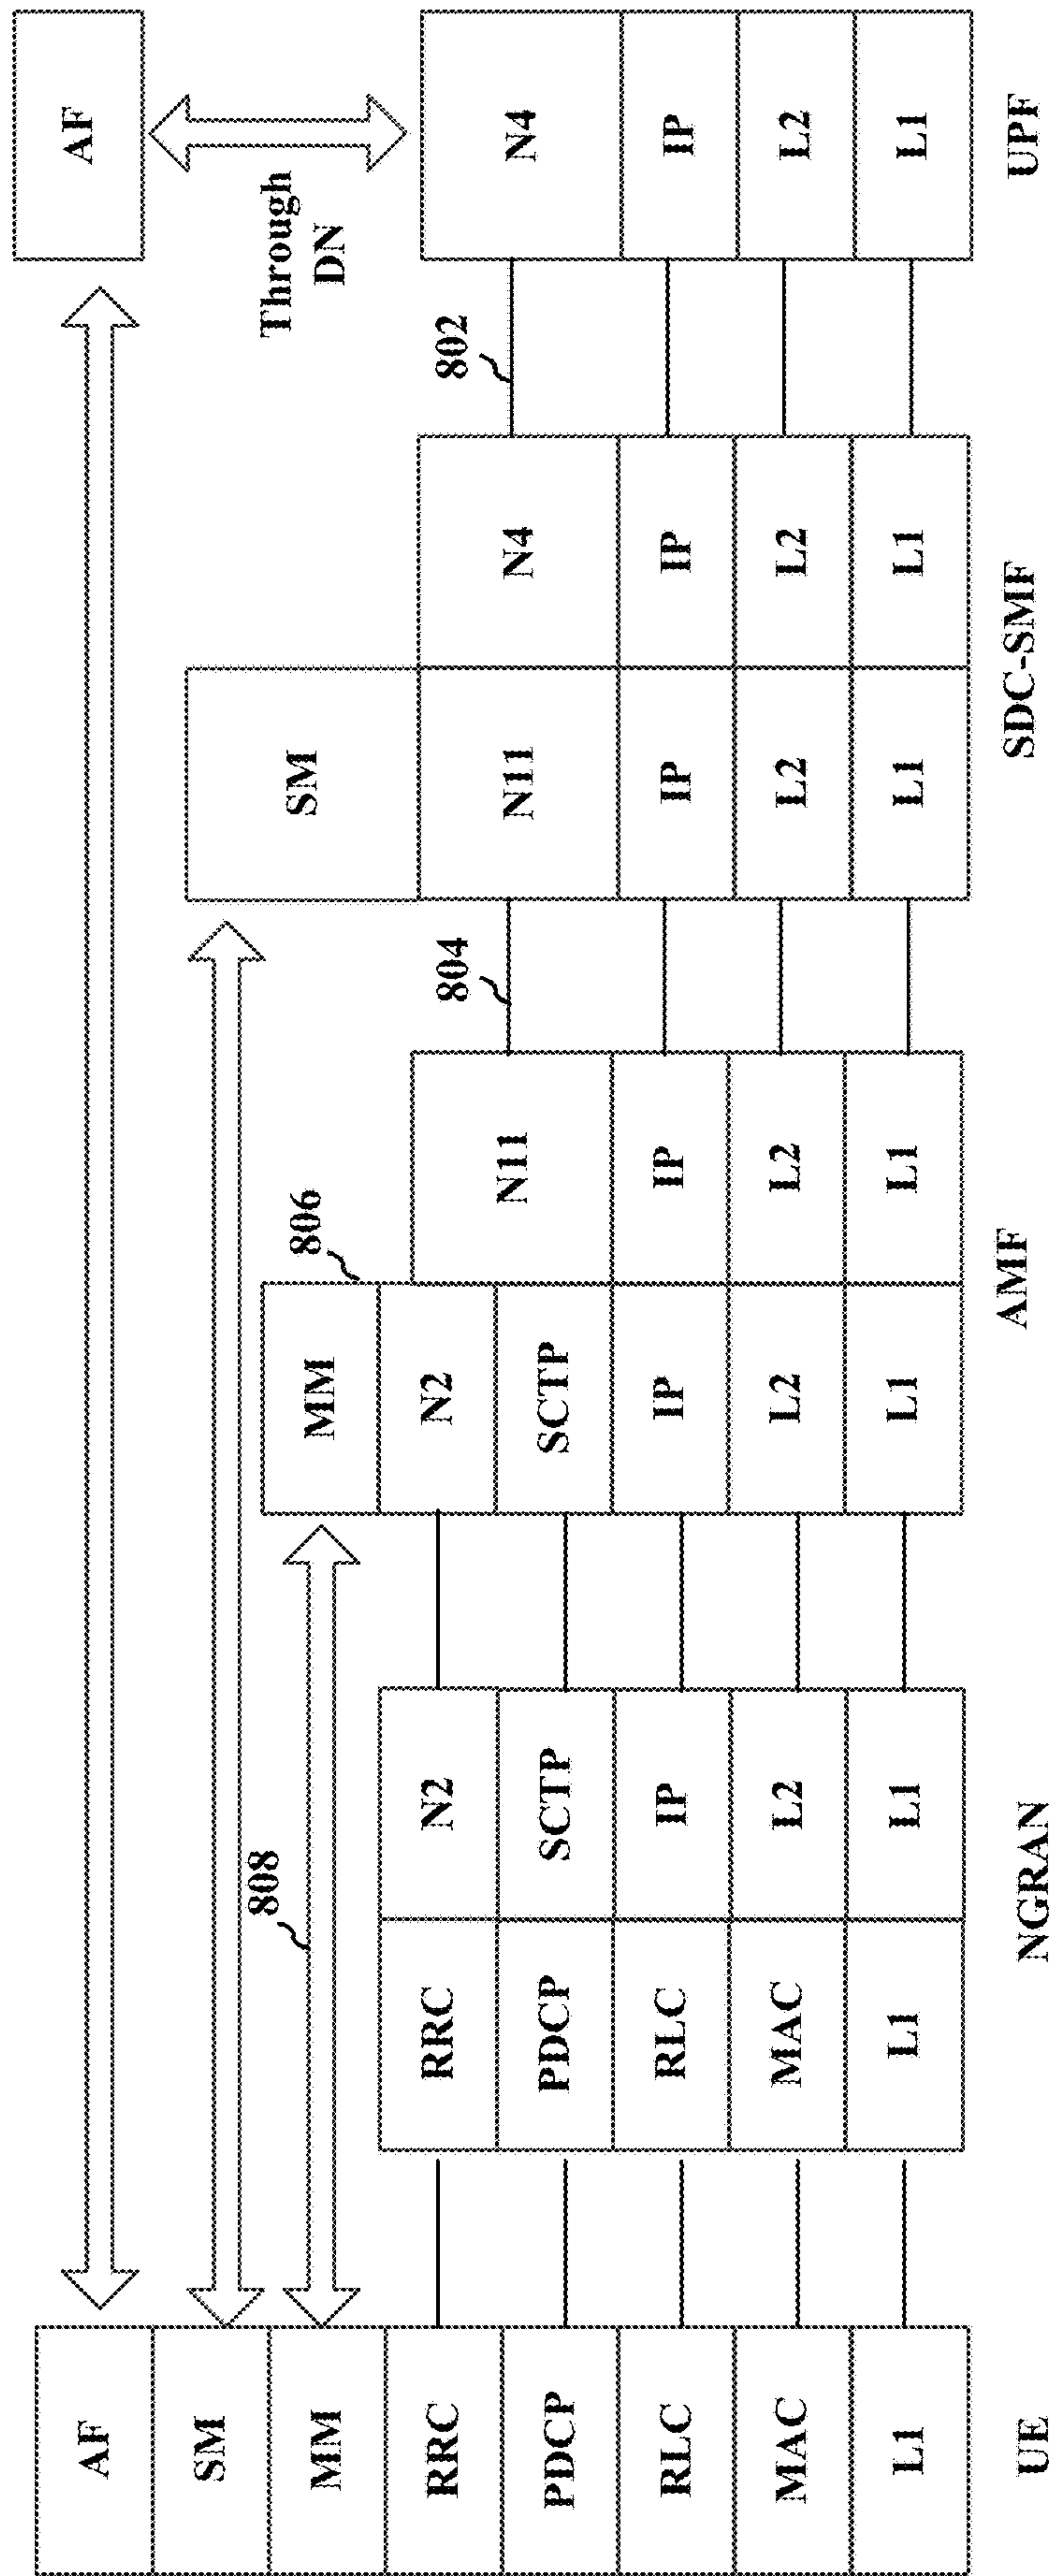 AF
SM
MM
RRC
PDCP
RLC
MAC
L1
UE
RRC
PDCP
RLC
MAC
L1
N2
SCTP
IP
L2
L1
NGRAN
808
MM
N2
SCTP
IP
L2
L1
806
N11
IP
L2
L1
AMF
804
SM
N11
IP
L2
L1
N4
IP
L2
L1
SDC-SMF
802
AF
Through
DN
N4
IP
L2
L1
UPF